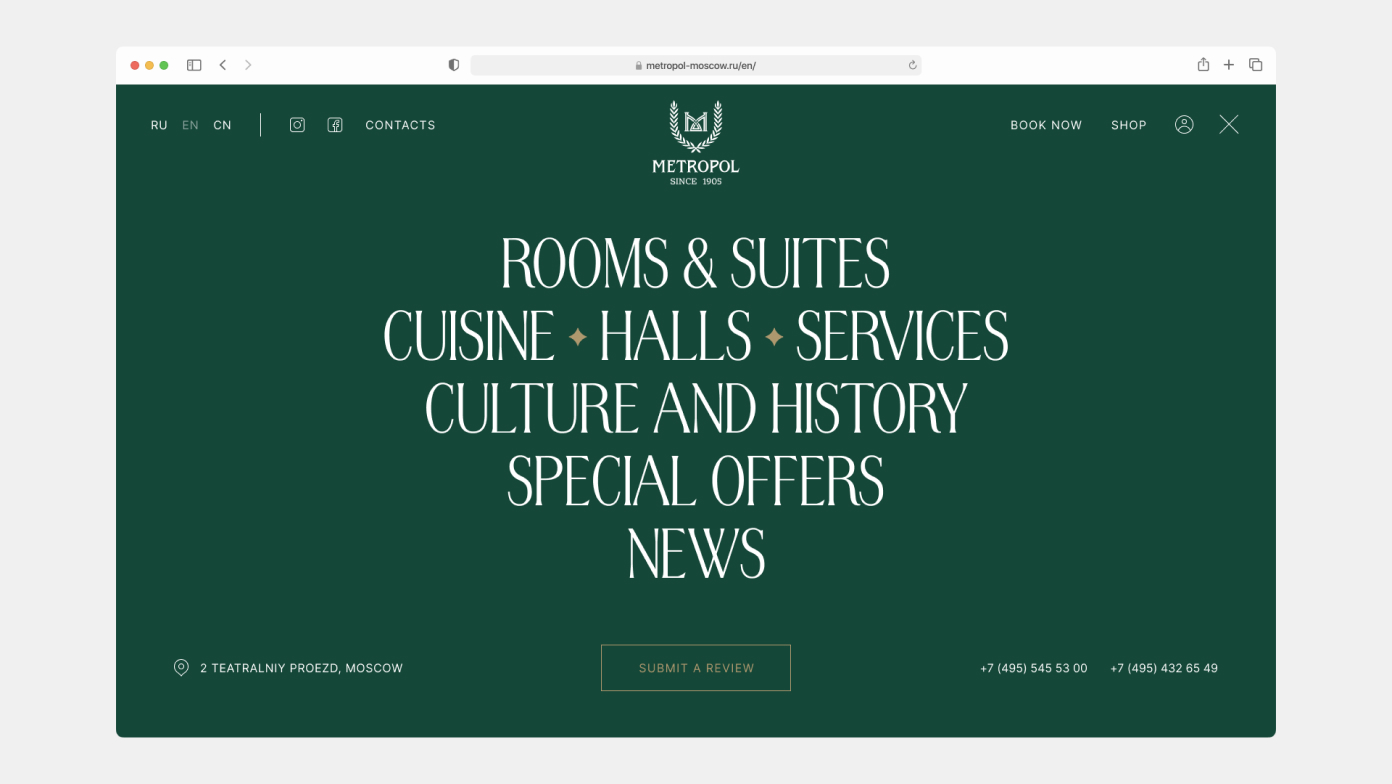 metropol-moscow.ru/en/
RU EN CN CONTACTS
METROPOL
SINCE 1905
BOOK NOW SHOP
ROOMS & SUITES
CUISINE ✦ HALLS ✦ SERVICES
CULTURE AND HISTORY
SPECIAL OFFERS
NEWS
2 TEATRALNIY PROEZD, MOSCOW
SUBMIT A REVIEW
+7 (495) 545 53 00 +7 (495) 432 65 49